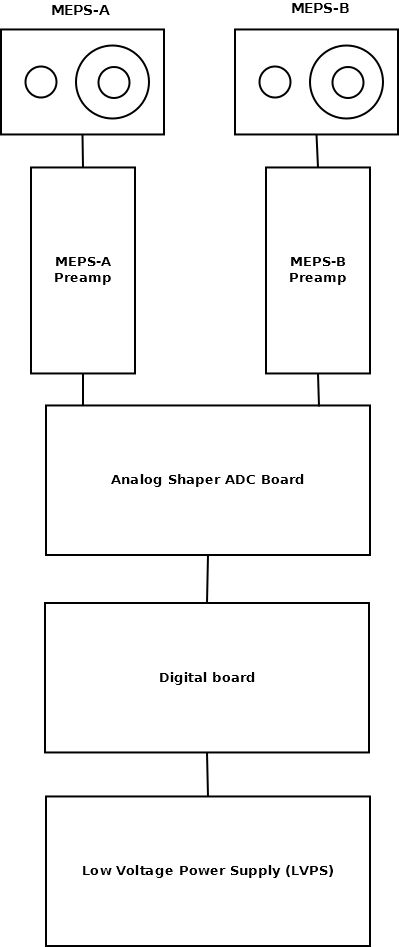 MEPS-A
MEPS-B
MEPS-A
Preamp
MEPS-B
Preamp
Analog Shaper ADC Board
Digital board
Low Voltage Power Supply (LVPS)